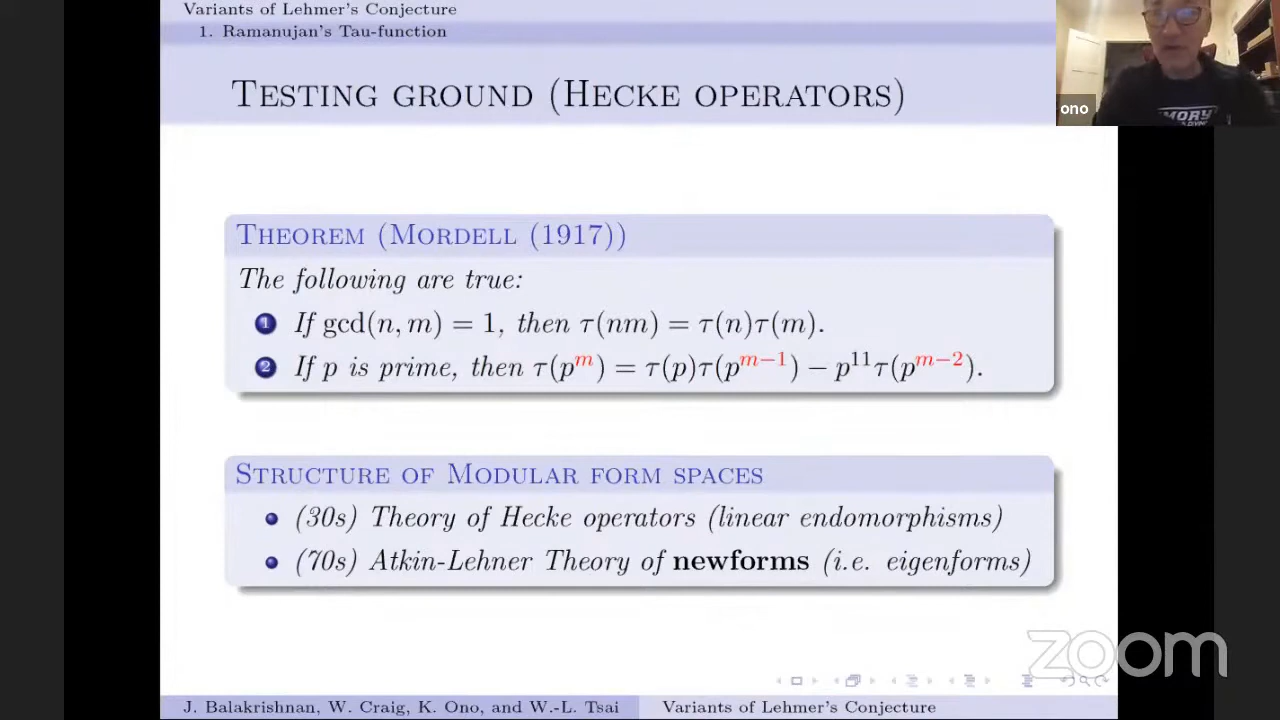 Variants of Lehmer's Conjecture
1. Ramanujan's Tau-function
Testing ground (Hecke operators)
ono
Theorem (Mordell (1917))
The following are true:
1 If gcd(n, m) = 1, then τ(nm) = τ(n)τ(m).
2 If p is prime, then τ(p^m) = τ(p)τ(p^{m−1}) − p^{11}τ(p^{m−2}).
Structure of Modular form spaces
(30s) Theory of Hecke operators (linear endomorphisms)
(70s) Atkin-Lehner Theory of newforms (i.e. eigenforms)
zoom
J. Balakrishnan, W. Craig, K. Ono, and W.-L. Tsai
Variants of Lehmer's Conjecture